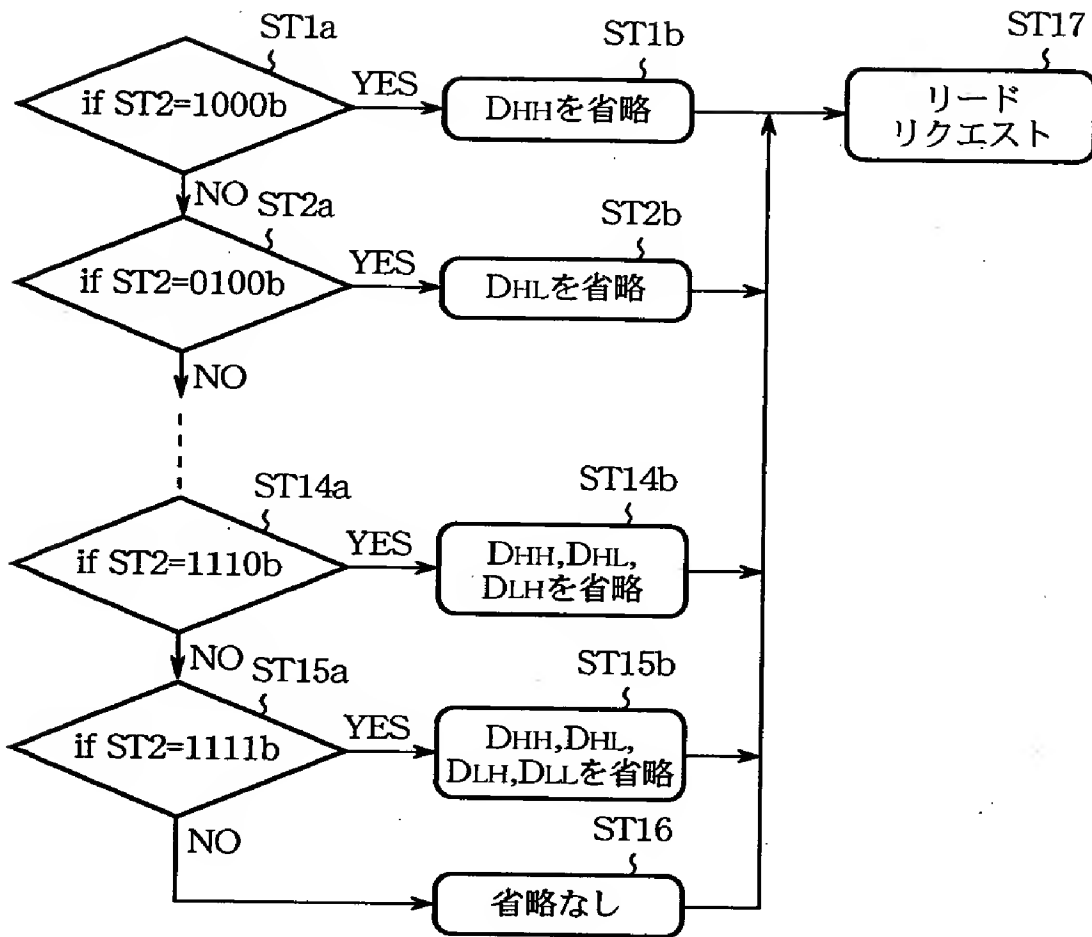 ST1a
if ST2=1000b
YES
NO
ST1b
DHHを省略
ST17
リード
リクエスト
ST2a
if ST2=0100b
YES
NO
ST2b
DHLを省略
ST14a
if ST2=1110b
YES
NO
ST14b
DHH,DHL,
DLHを省略
ST15a
if ST2=1111b
YES
NO
ST15b
DHH,DHL,
DLH,DLLを省略
ST16
省略なし